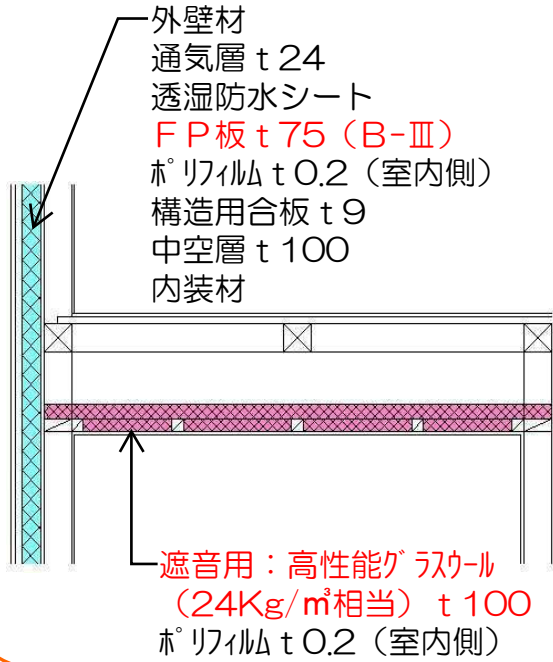 外壁材
通気層ｔ24
透湿防水シート
ＦＰ板ｔ75（B-Ⅲ）
ﾎﾟﾘﾌｨﾙﾑｔ0.2（室内側）
構造用合板ｔ9
中空層ｔ100
内装材
遮音用：高性能ｸﾞﾗｽｳｰﾙ
（24Kg/㎥相当）ｔ100
ﾎﾟﾘﾌｨﾙﾑｔ0.2（室内側）